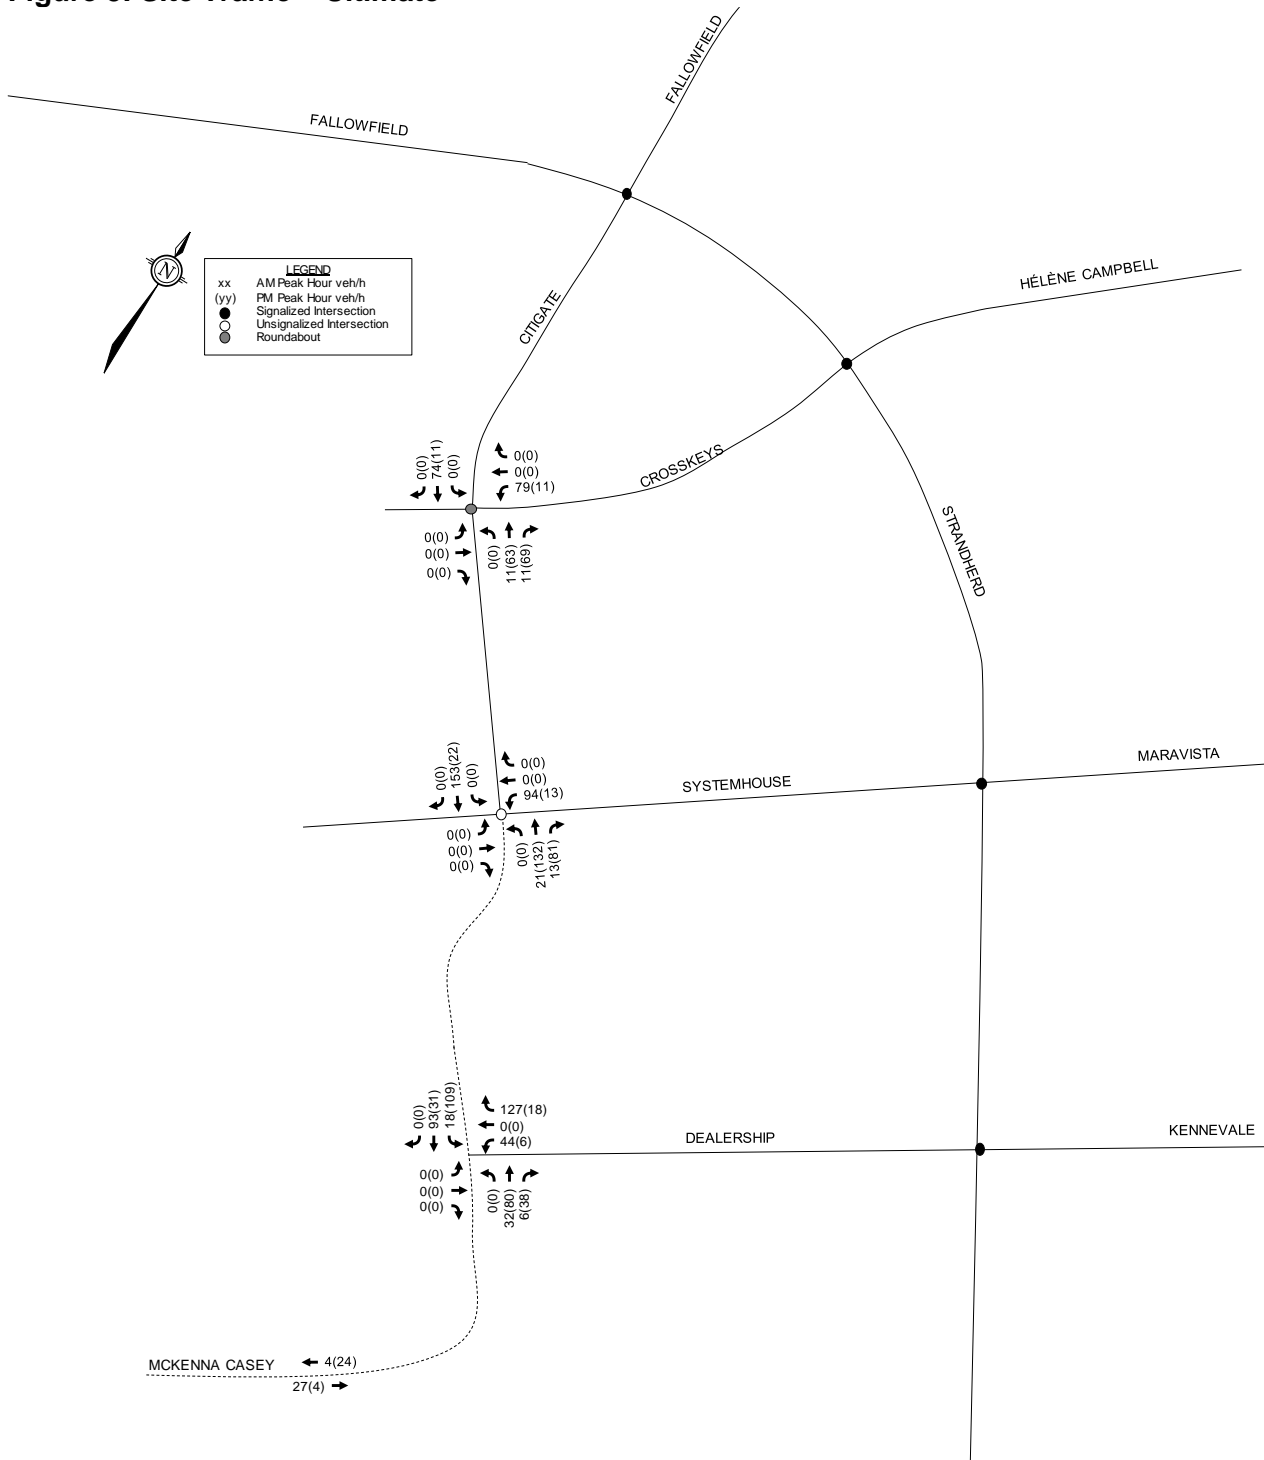 FALLOWFIELD
FALLOWFIELD
N
LEGEND
xx AM Peak Hour veh/h
(yy) PM Peak Hour veh/h
Signalized Intersection
Unsignalized Intersection
Roundabout
CITIGATE
HÉLÈNE CAMPBELL
CROSSKEYS
STRANDHERD
0(0)
74(11)
0(0)
0(0)
0(0)
79(11)
0(0)
0(0)
0(0)
0(0)
11(63)
11(69)
0(0)
153(22)
0(0)
0(0)
0(0)
94(13)
SYSTEMHOUSE
MARAVISTA
0(0)
0(0)
0(0)
0(0)
21(132)
13(81)
0(0)
93(31)
18(109)
127(18)
0(0)
44(6)
DEALERSHIP
KENNEVALE
0(0)
0(0)
0(0)
0(0)
32(80)
6(38)
MCKENNA CASEY
4(24)
27(4)